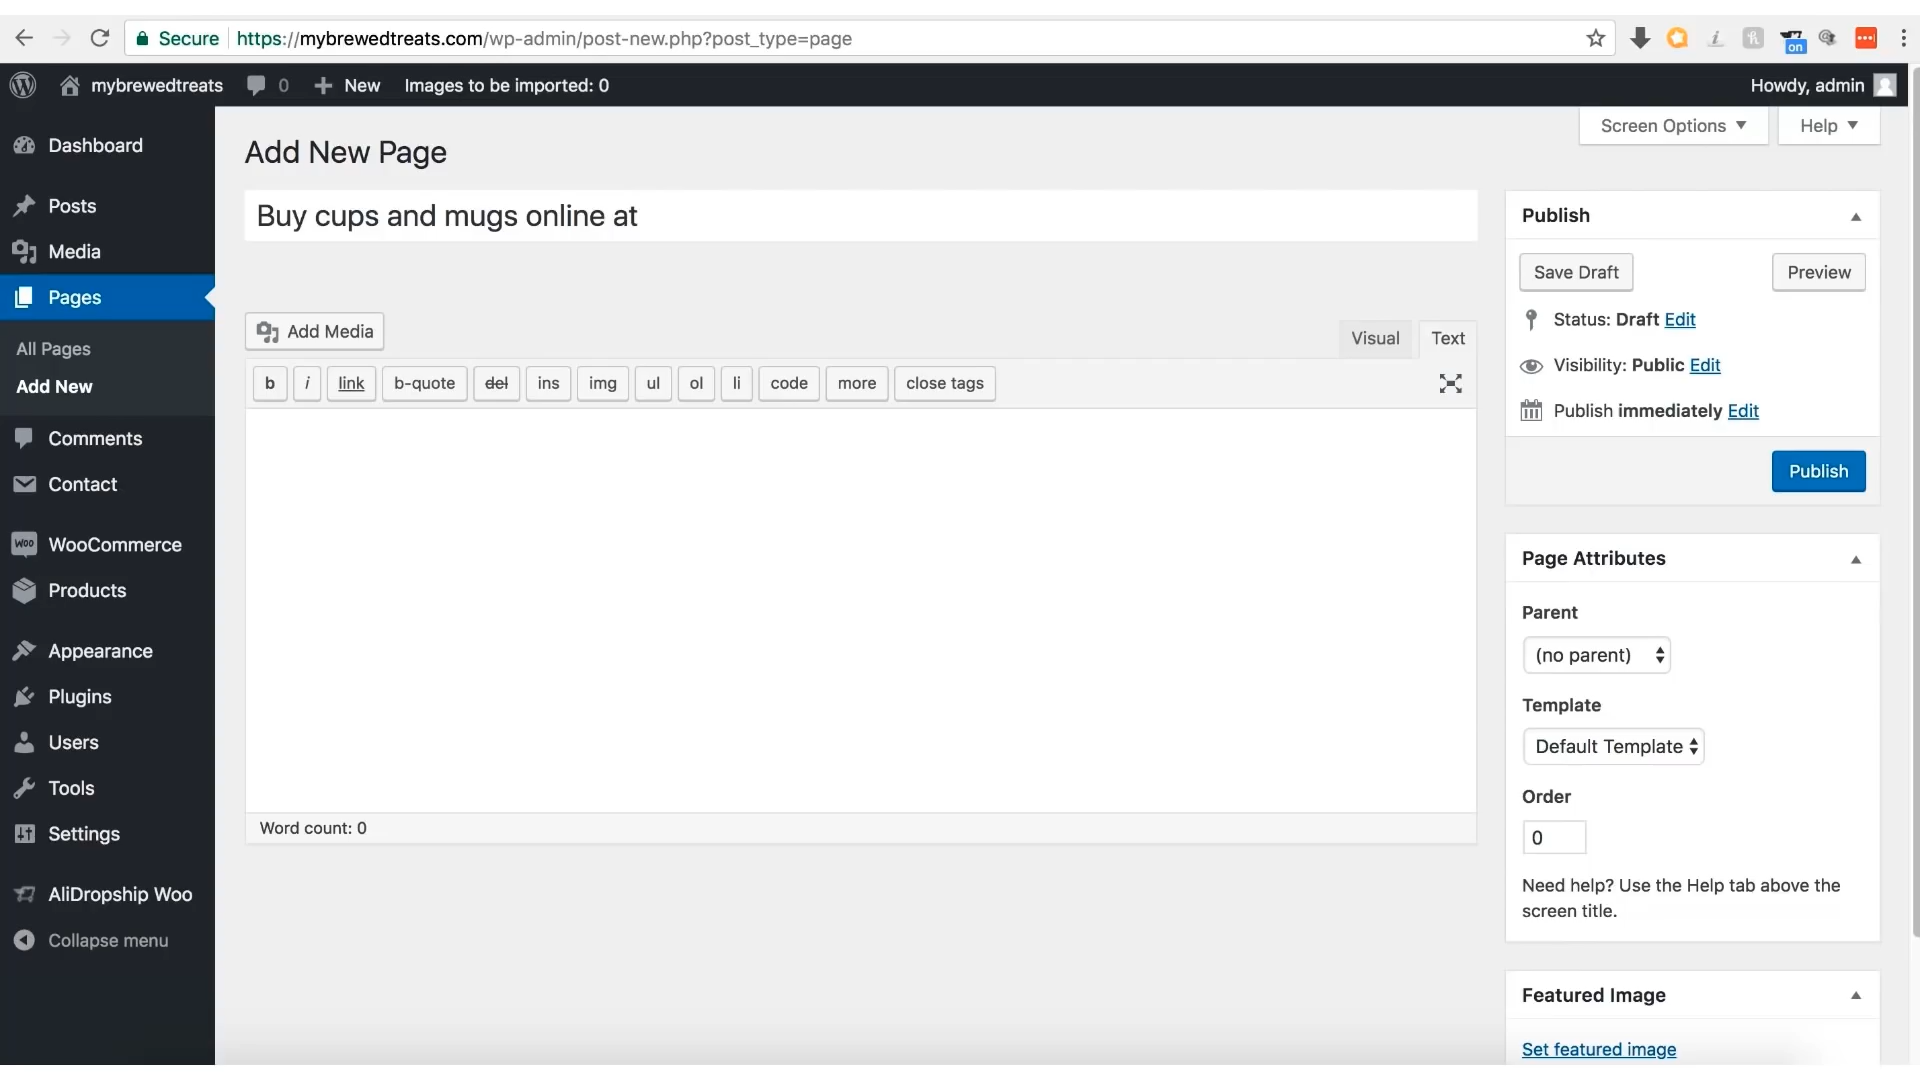 Secure https://mybrewedtreats.com/wp-admin/post-new.php?post_type=page
on
mybrewedtreats 0 New Images to be imported: 0 Howdy, admin
Screen Options Help
Dashboard
Posts
Media
Pages
All Pages
Add New
Comments
Contact
WOO WooCommerce
Products
Appearance
Plugins
Users
Tools
Settings
AliDropship Woo
Collapse menu
Add New Page
Buy cups and mugs online at
Add Media
Visual Text
b i link b-quote del ins img ul ol li code more close tags
Word count: 0
Publish
Save Draft Preview
Status: Draft Edit
Visibility: Public Edit
Publish immediately Edit
Publish
Page Attributes
Parent
(no parent)
Template
Default Template
Order
0
Need help? Use the Help tab above the
screen title.
Featured Image
Set featured image